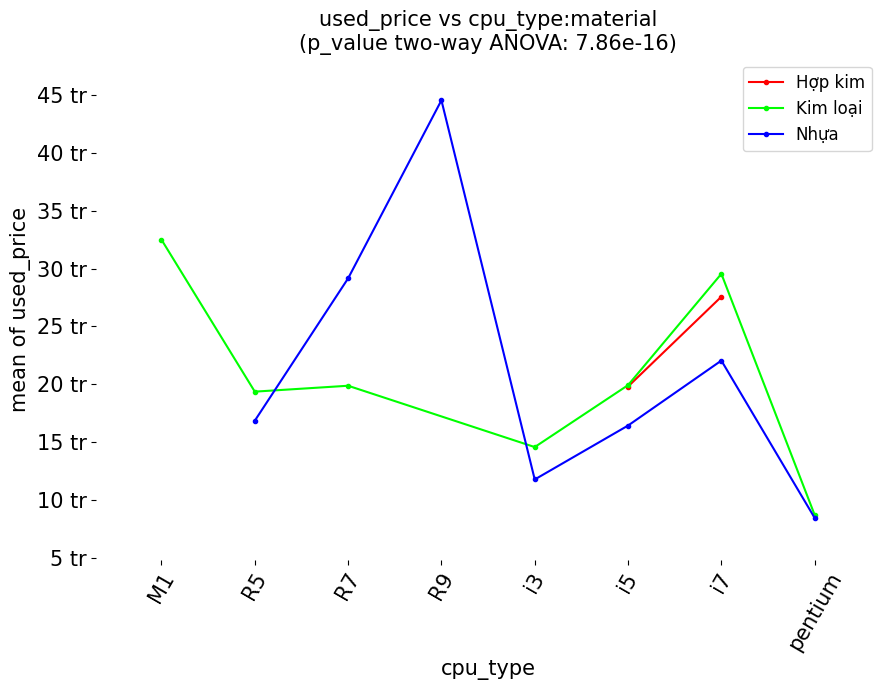 used_price vs cpu_type:material
(p_value two-way ANOVA: 7.86e-16)
Hợp kim
Kim loại
Nhựa
mean of used_price
45 tr
40 tr
35 tr
30 tr
25 tr
20 tr
15 tr
10 tr
5 tr
M1
R5
R7
R9
i3
i5
i7
pentium
cpu_type